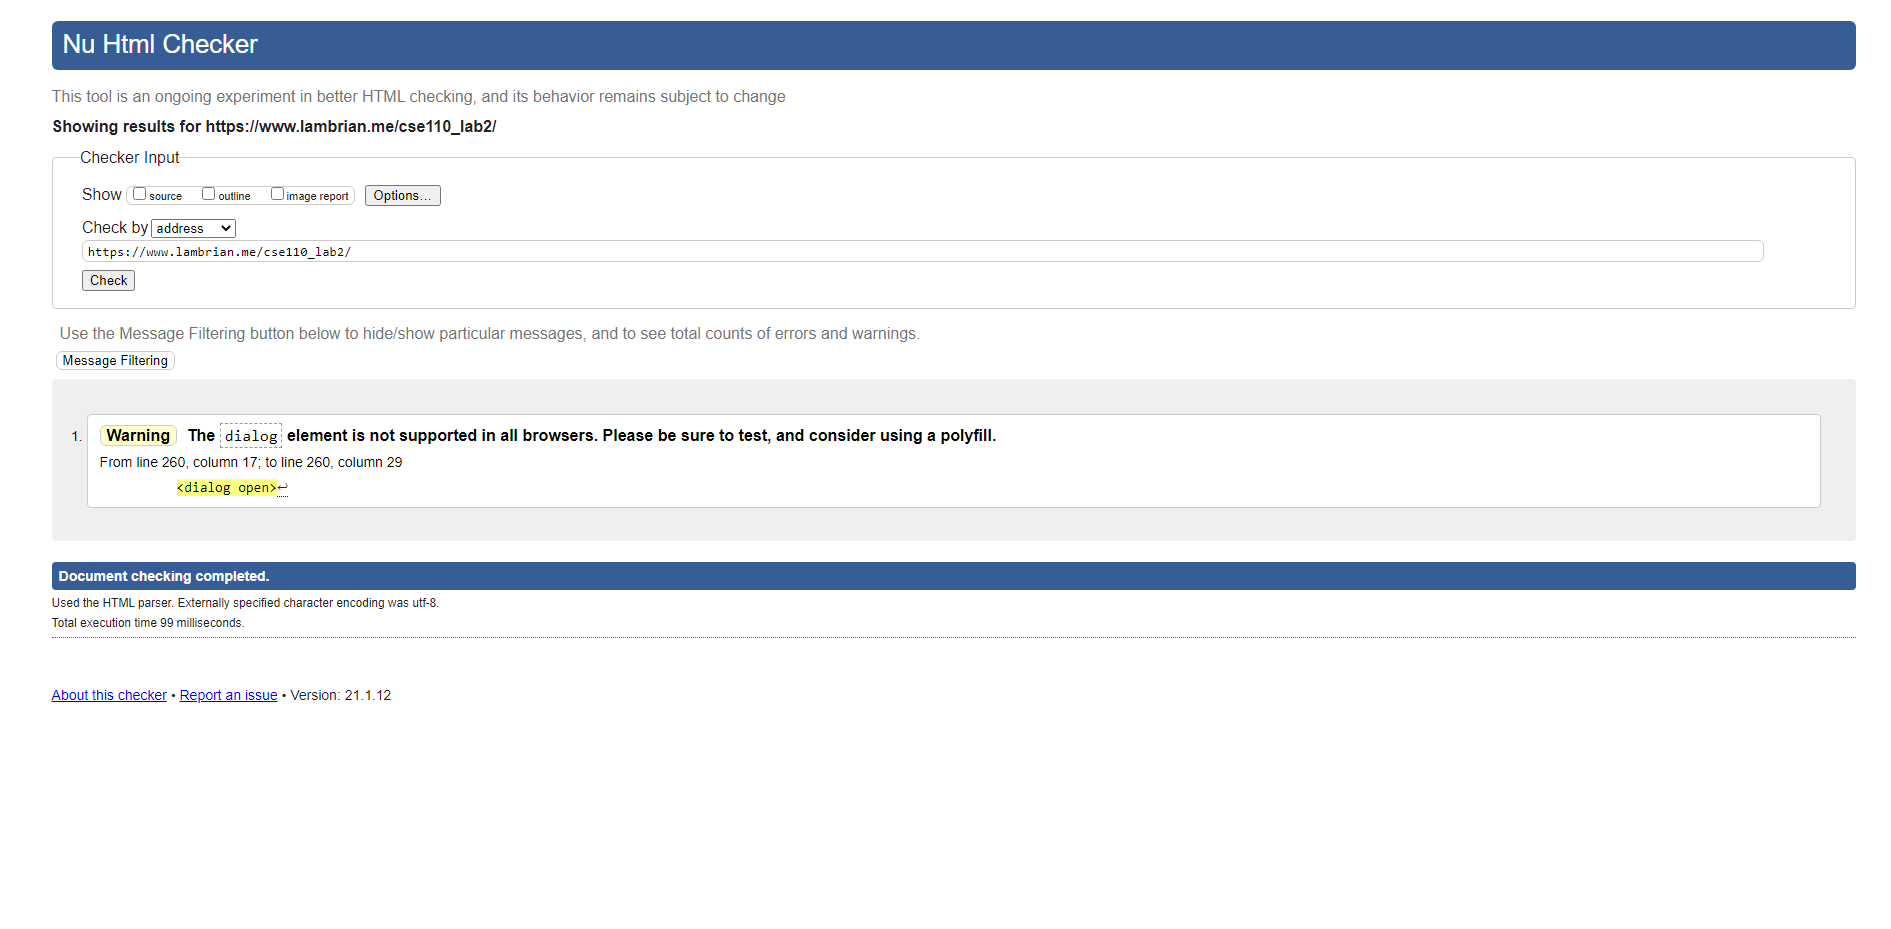 Nu Html Checker
This tool is an ongoing experiment in better HTML checking, and its behavior remains subject to change
Showing results for https://www.lambrian.me/cse110_lab2/
Checker Input
Show source outline image report Options...
Check by address
https://www.lambrian.me/cse110_lab2/
Check
Use the Message Filtering button below to hide/show particular messages, and to see total counts of errors and warnings.
Message Filtering
1. Warning The dialog element is not supported in all browsers. Please be sure to test, and consider using a polyfill.
From line 260, column 17; to line 260, column 29
<dialog open>↩
Document checking completed.
Used the HTML parser. Externally specified character encoding was utf-8.
Total execution time 99 milliseconds.
About this checker • Report an issue • Version: 21.1.12